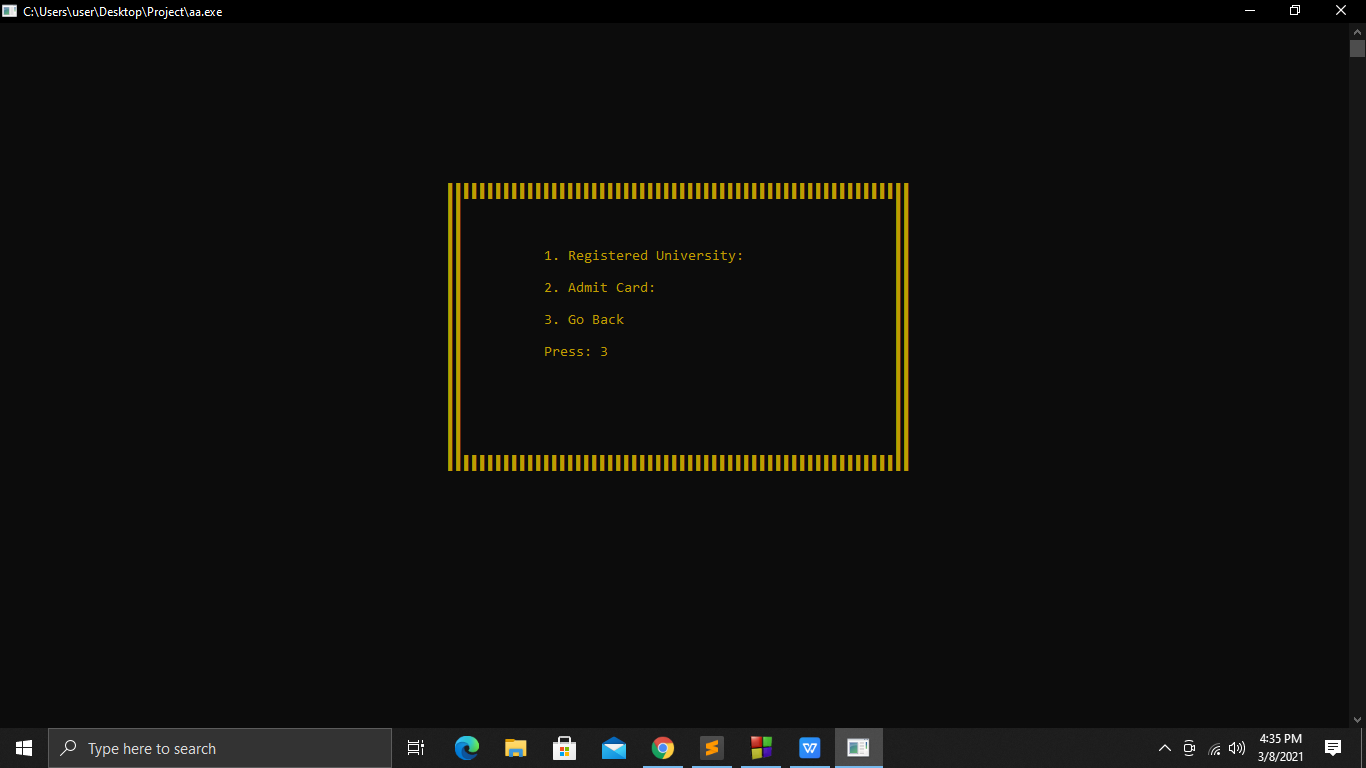 C:\Users\user\Desktop\Project\aa.exe
1. Registered University:
2. Admit Card:
3. Go Back
Press: 3
Type here to search
4:35 PM
3/8/2021